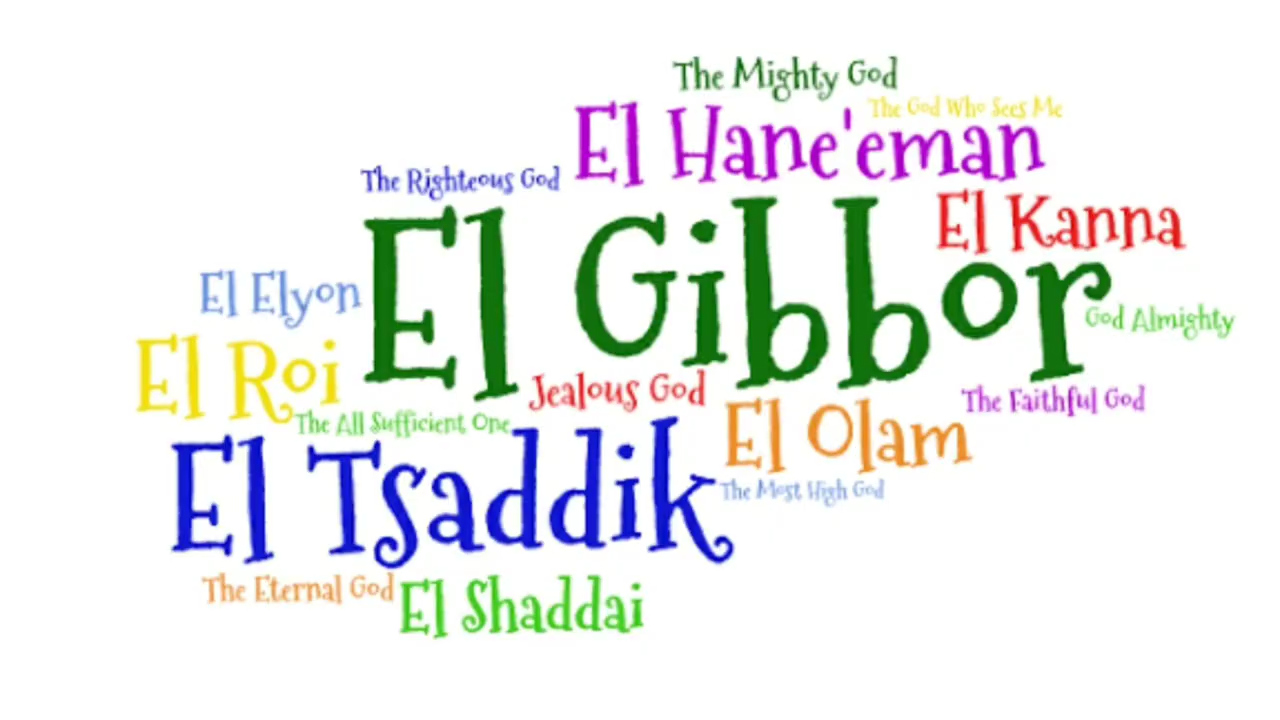 The Mighty God
The God Who Sees Me
El Hane'eman
The Righteous God
El Kanna
El Gibbor
El Elyon
God Almighty
El Roi
Jealous God
The Faithful God
The All Sufficient One
El Olam
El Tsaddik
The Most High God
The Eternal God
El Shaddai